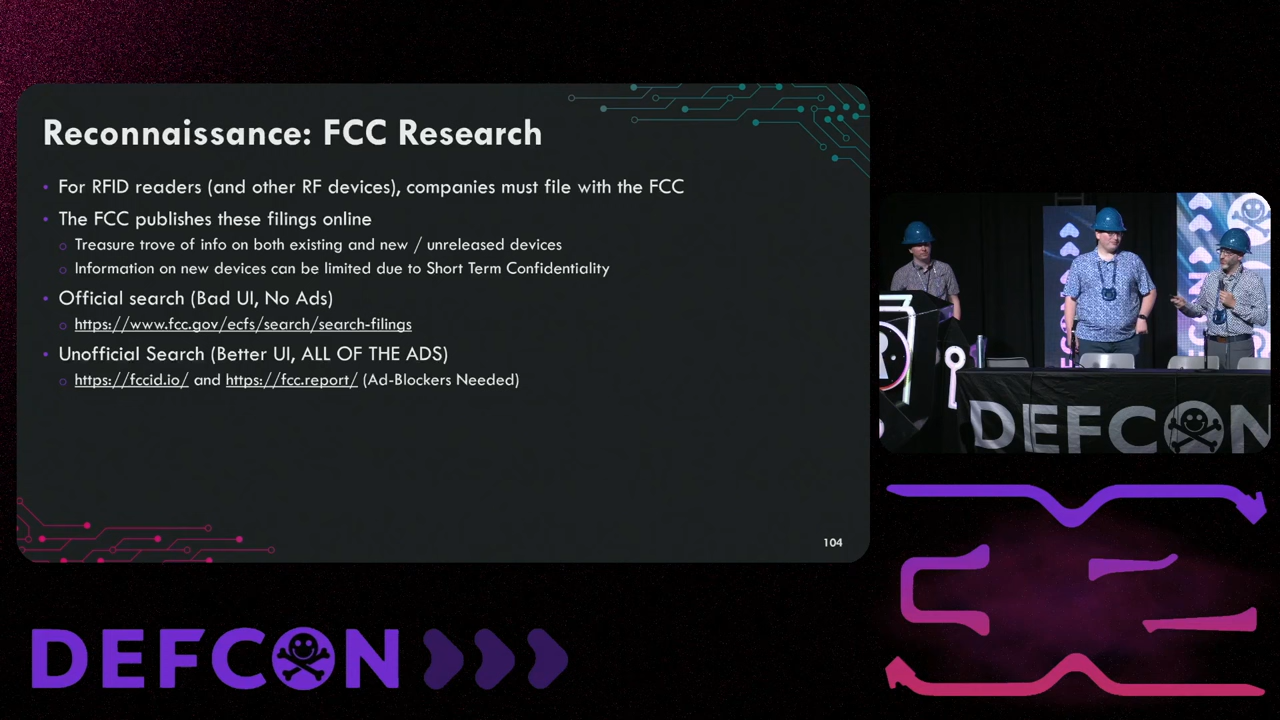 Reconnaissance: FCC Research
• For RFID readers (and other RF devices), companies must file with the FCC
• The FCC publishes these filings online
o Treasure trove of info on both existing and new / unreleased devices
o Information on new devices can be limited due to Short Term Confidentiality
• Official search (Bad UI, No Ads)
o https://www.fcc.gov/ecfs/search/search-filings
• Unofficial Search (Better UI, ALL OF THE ADS)
o https://fccid.io/ and https://fcc.report/ (Ad-Blockers Needed)
104
DEFCON
DEFCON